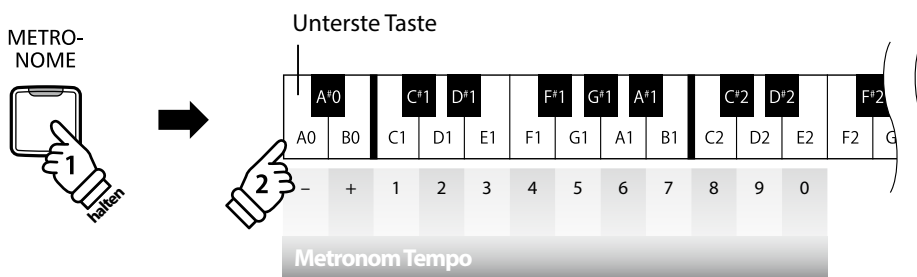 Unterste Taste
METRO-
NOME
A#0 C#1 D#1 F#1 G#1 A#1 C#2 D#2 F#2
A0 B0 C1 D1 E1 F1 G1 A1 B1 C2 D2 E2 F2 G
1
halten
2
– + 1 2 3 4 5 6 7 8 9 0
Metronom Tempo